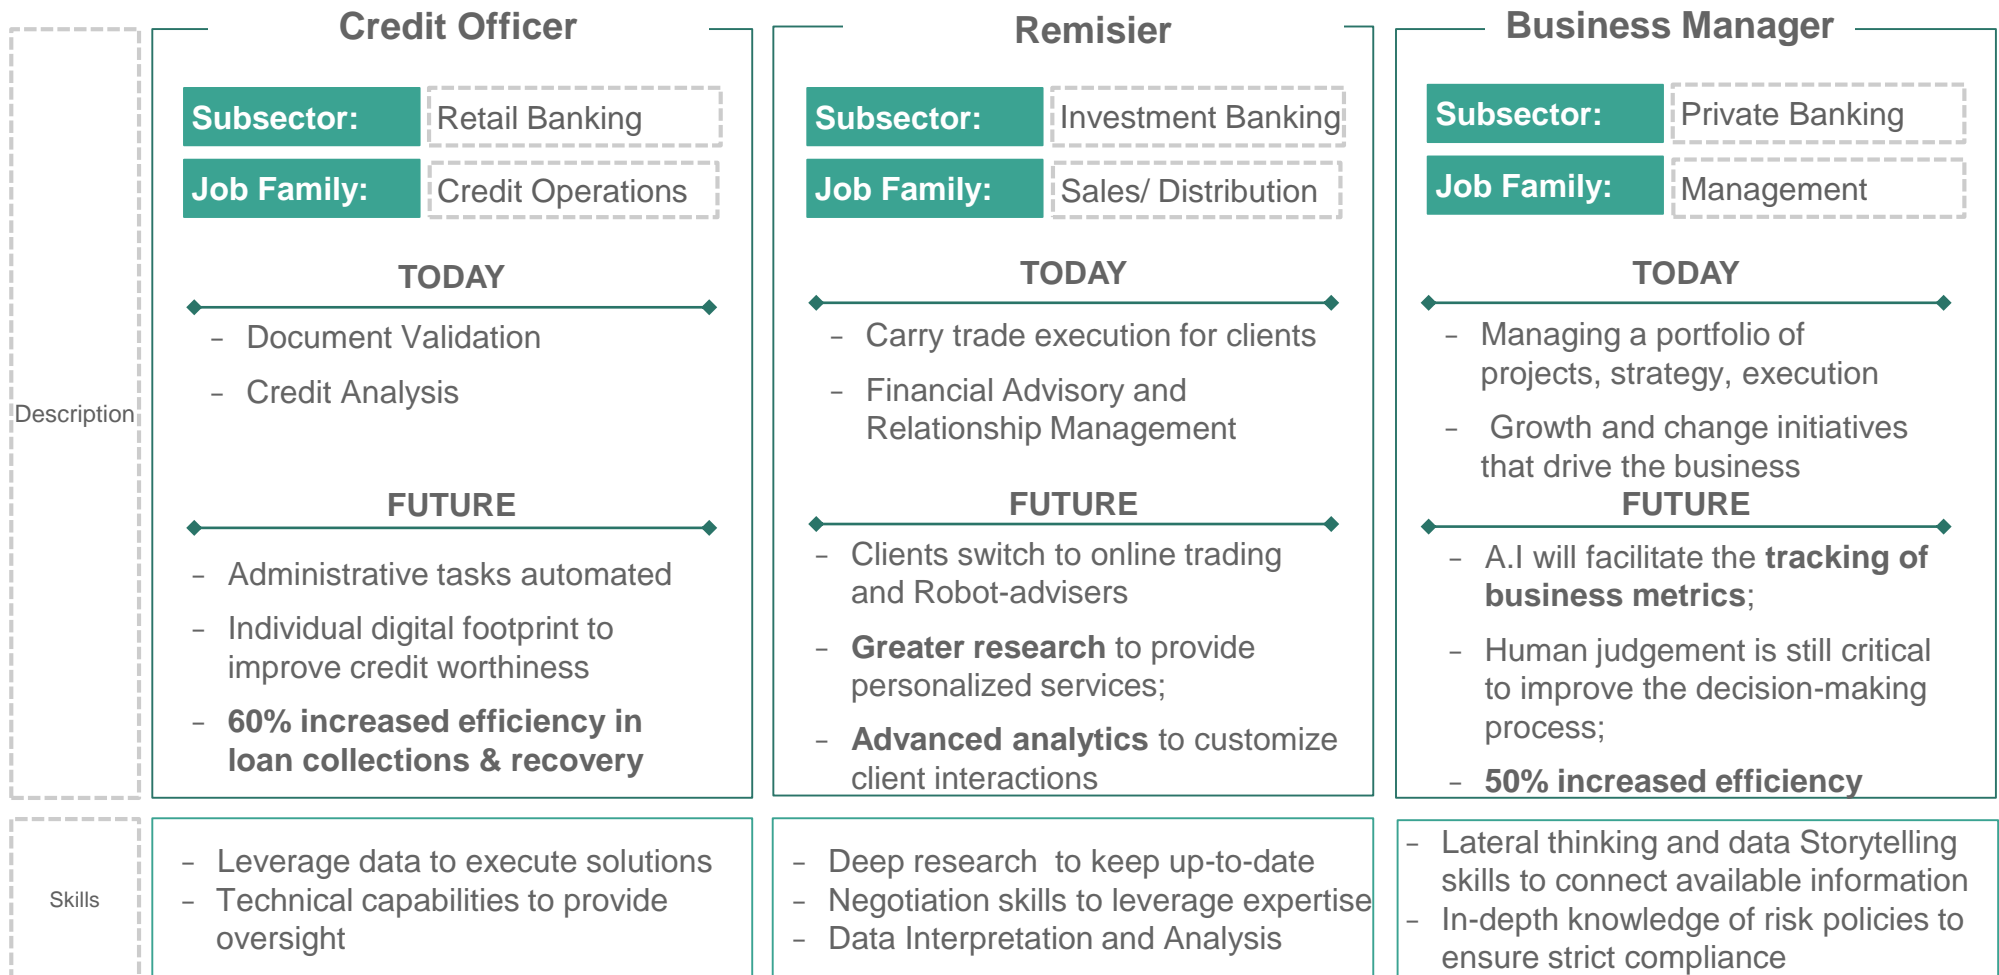 Credit Officer
Subsector:
Retail Banking
Job Family:
Credit Operations
TODAY
- Document Validation
- Credit Analysis
FUTURE
- Administrative tasks automated
- Individual digital footprint to
improve credit worthiness
- 60% increased efficiency in
loan collections & recovery
Remisier
Subsector:
Investment Banking
Job Family:
Sales/ Distribution
TODAY
- Carry trade execution for clients
- Financial Advisory and
Relationship Management
FUTURE
- Clients switch to online trading
and Robot-advisers
- Greater research to provide
personalized services;
- Advanced analytics to customize
client interactions
Business Manager
Subsector:
Private Banking
Job Family:
Management
TODAY
- Managing a portfolio of
projects, strategy, execution
- Growth and change initiatives
that drive the business
FUTURE
- A.I will facilitate the tracking of
business metrics;
- Human judgement is still critical
to improve the decision-making
process;
- 50% increased efficiency
Description
Skills
- Leverage data to execute solutions
- Technical capabilities to provide
oversight
- Deep research to keep up-to-date
- Negotiation skills to leverage expertise
- Data Interpretation and Analysis
- Lateral thinking and data Storytelling
skills to connect available information
- In-depth knowledge of risk policies to
ensure strict compliance